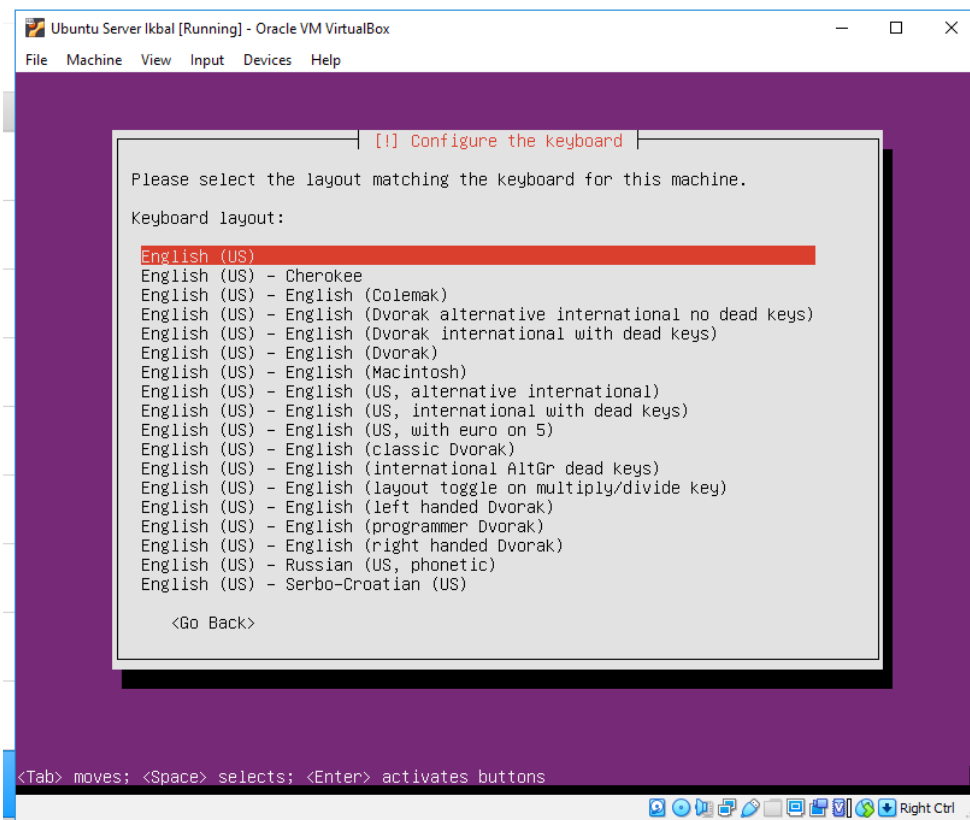 Ubuntu Server Ikbal [Running] - Oracle VM VirtualBox
File Machine View Input Devices Help
[!] Configure the keyboard
Please select the layout matching the keyboard for this machine.
Keyboard layout:
English (US)
English (US) - Cherokee
English (US) - English (Colemak)
English (US) - English (Dvorak alternative international no dead keys)
English (US) - English (Dvorak international with dead keys)
English (US) - English (Dvorak)
English (US) - English (Macintosh)
English (US) - English (US, alternative international)
English (US) - English (US, international with dead keys)
English (US) - English (US, with euro on 5)
English (US) - English (classic Dvorak)
English (US) - English (international AltGr dead keys)
English (US) - English (layout toggle on multiply/divide key)
English (US) - English (left handed Dvorak)
English (US) - English (programmer Dvorak)
English (US) - English (right handed Dvorak)
English (US) - Russian (US, phonetic)
English (US) - Serbo-Croatian (US)
<Go Back>
<Tab> moves; <Space> selects; <Enter> activates buttons
Right Ctrl